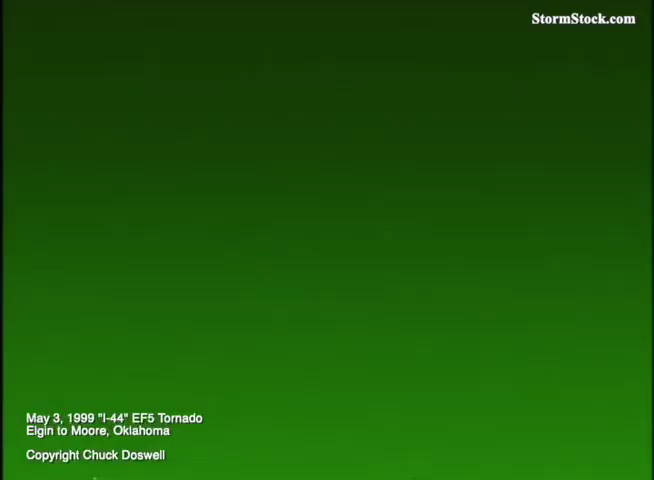 StormStock.com
May 3, 1999 "I-44" EF5 Tornado
Elgin to Moore, Oklahoma
Copyright Chuck Doswell